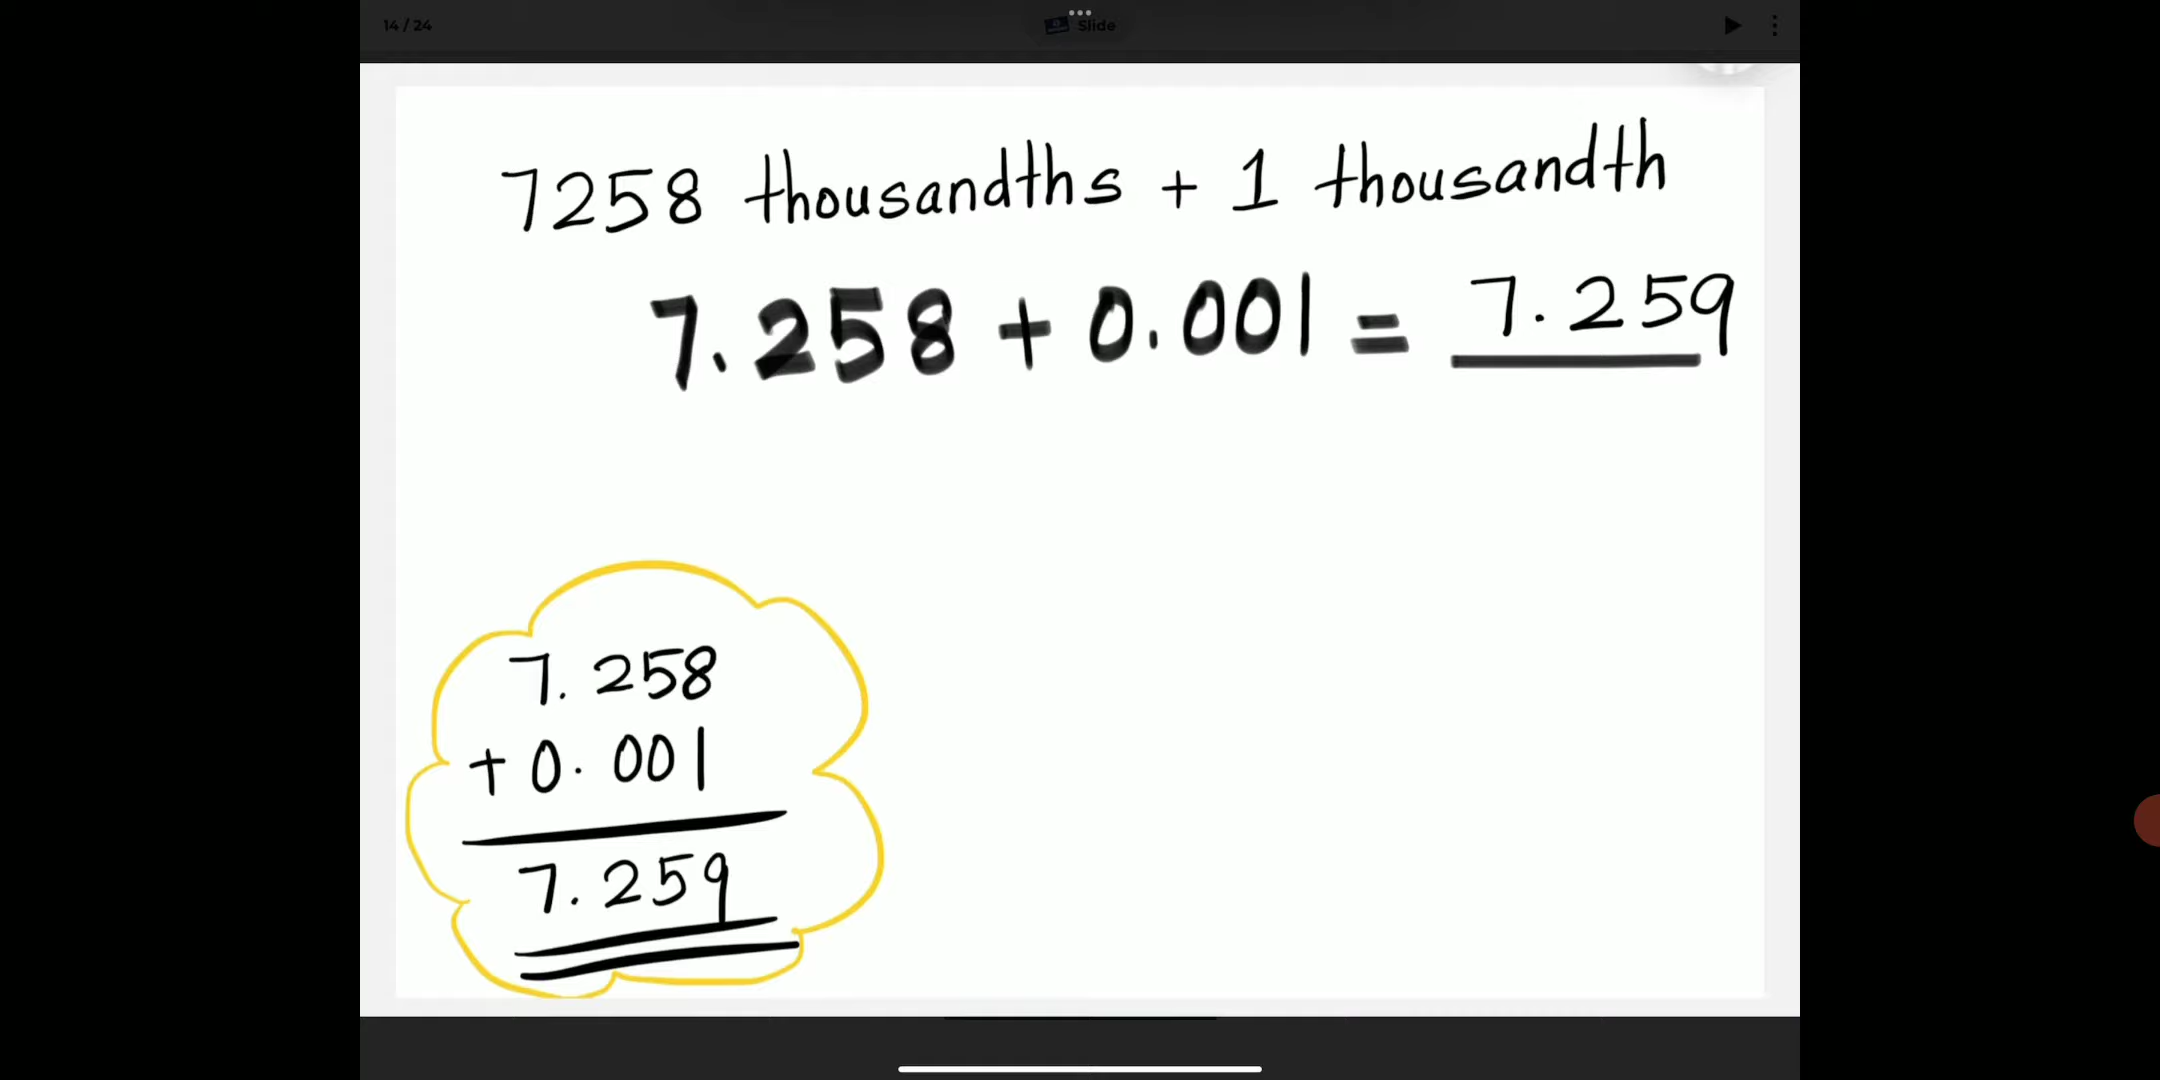 14 / 24
Slide
7258 thousandths + 1 thousandth
7.258 + 0.001 = 7.259
7.258
+ 0.001
7.259